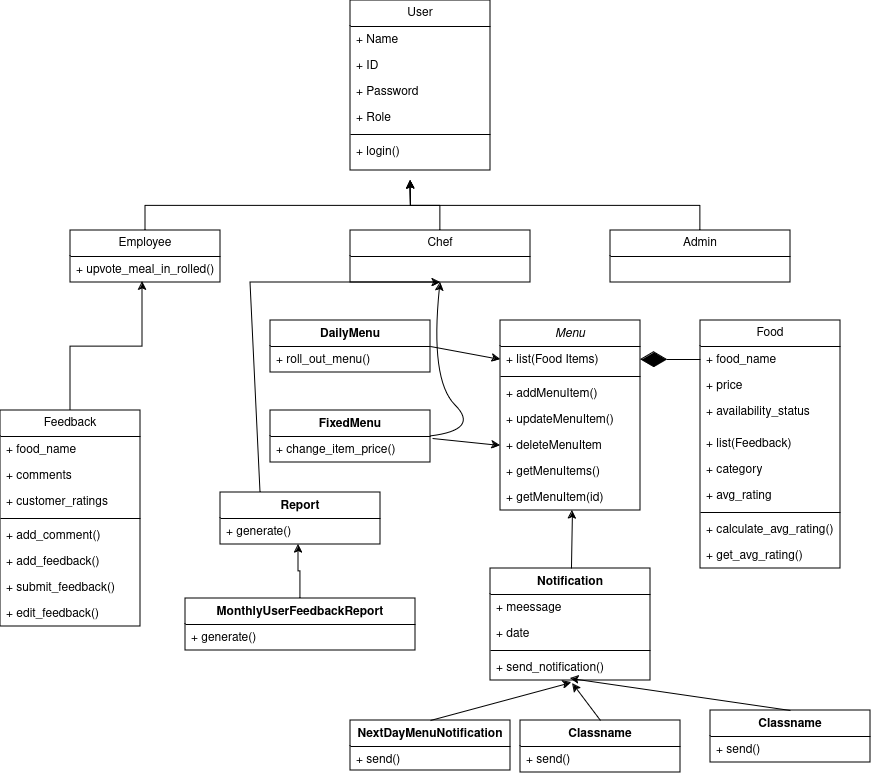 User
+ Name
+ ID
+ Password
+ Role
+ login()
Employee
+ upvote_meal_in_rolled()
Chef
Admin
DailyMenu
+ roll_out_menu()
Menu
+ list(Food Items)
+ addMenuItem()
+ updateMenuItem()
+ deleteMenuItem
+ getMenuItems()
+ getMenuItem(id)
Food
+ food_name
+ price
+ availability_status
+ list(Feedback)
+ category
+ avg_rating
+ calculate_avg_rating()
+ get_avg_rating()
FixedMenu
+ change_item_price()
Feedback
+ food_name
+ comments
+ customer_ratings
+ add_comment()
+ add_feedback()
+ submit_feedback()
+ edit_feedback()
Report
+ generate()
MonthlyUserFeedbackReport
+ generate()
Notification
+ meessage
+ date
+ send_notification()
NextDayMenuNotification
+ send()
Classname
+ send()
Classname
+ send()